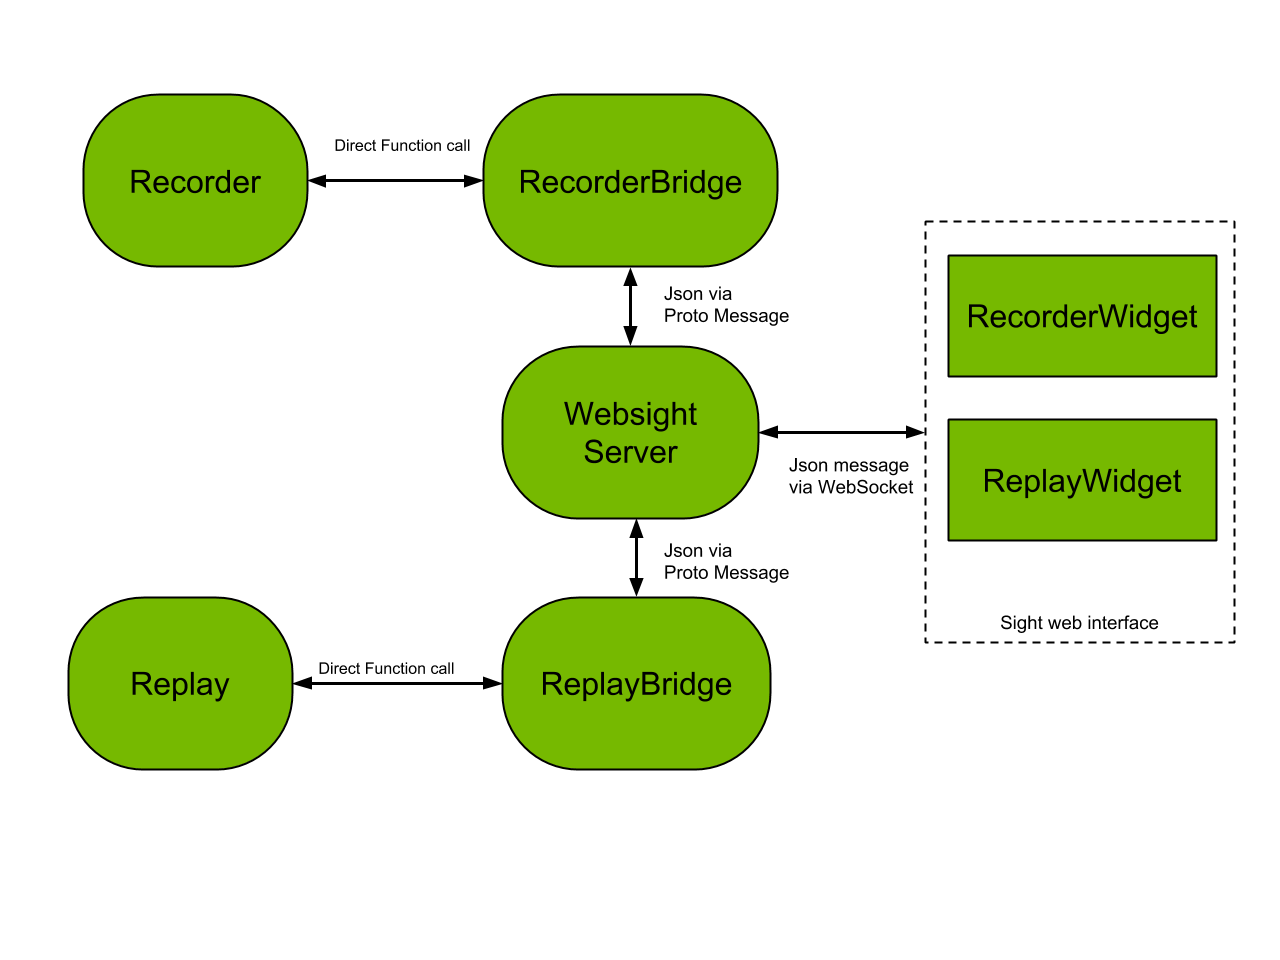 Direct Function call
Recorder
RecorderBridge
Json via
Proto Message
RecorderWidget
Websight
Server
Json message
via WebSocket
ReplayWidget
Json via
Proto Message
Sight web interface
Direct Function call
Replay
ReplayBridge